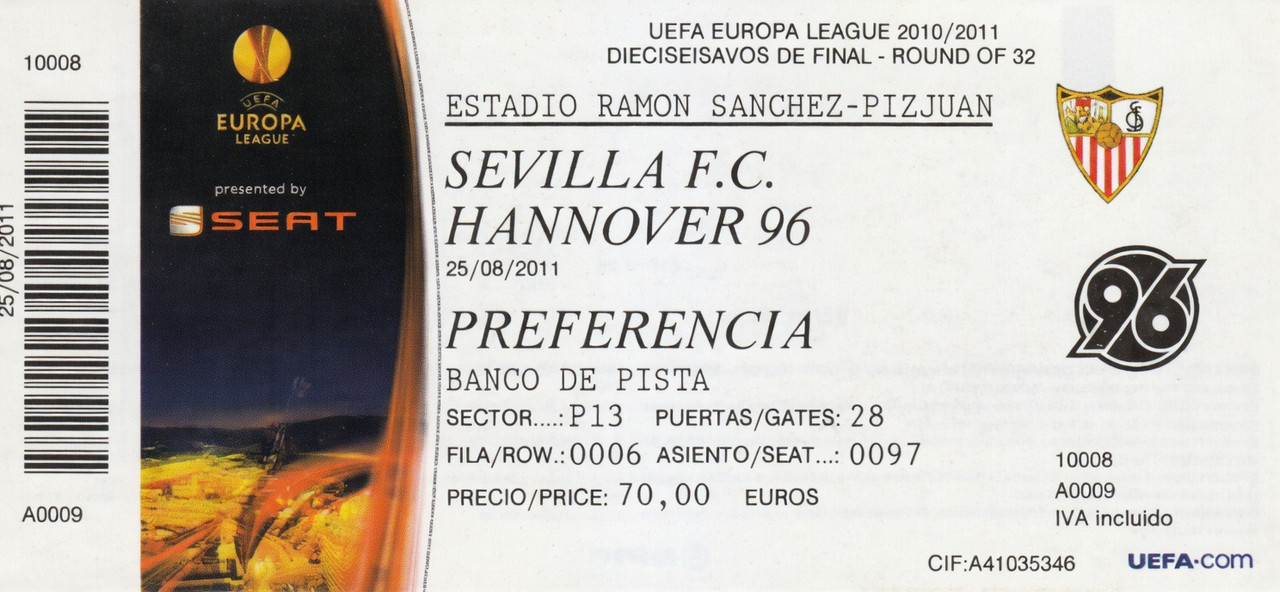 10008
25/08/2011
A0009
UEFA
EUROPA
LEAGUE
presented by
SEAT
UEFA EUROPA LEAGUE 2010/2011
DIECISEISAVOS DE FINAL - ROUND OF 32
ESTADIO RAMON SANCHEZ-PIZJUAN
SEVILLA F.C.
HANNOVER 96
25/08/2011
PREFERENCIA
BANCO DE PISTA
SECTOR....:P13 PUERTAS/GATES: 28
FILA/ROW.:0006 ASIENTO/SEAT...: 0097
PRECIO/PRICE: 70,00 EUROS
96
10008
A0009
IVA incluido
CIF:A41035346
UEFA·com